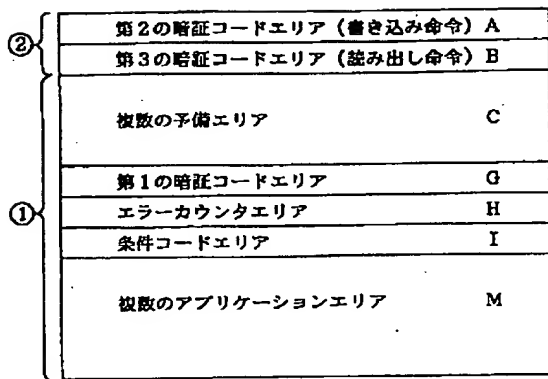 ② 第2の暗証コードエリア（書き込み命令） A
第3の暗証コードエリア（読み出し命令） B
複数の予備エリア C
第1の暗証コードエリア G
① エラーカウンタエリア H
条件コードエリア I
複数のアプリケーションエリア M